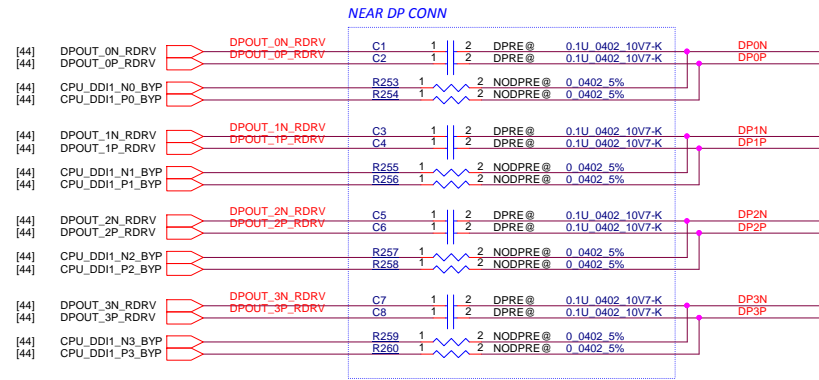 NEAR DP CONN
[44] DPOUT_0N_RDRV DPOUT_0N_RDRV C1 1 2 DPRE@ 0.1U_0402_10V7-K DP0N
[44] DPOUT_0P_RDRV DPOUT_0P_RDRV C2 1 2 DPRE@ 0.1U_0402_10V7-K DP0P
[44] CPU_DDI1_N0_BYP R253 1 2 NODPRE@ 0_0402_5%
[44] CPU_DDI1_P0_BYP R254 1 2 NODPRE@ 0_0402_5%
[44] DPOUT_1N_RDRV DPOUT_1N_RDRV C3 1 2 DPRE@ 0.1U_0402_10V7-K DP1N
[44] DPOUT_1P_RDRV DPOUT_1P_RDRV C4 1 2 DPRE@ 0.1U_0402_10V7-K DP1P
[44] CPU_DDI1_N1_BYP R255 1 2 NODPRE@ 0_0402_5%
[44] CPU_DDI1_P1_BYP R256 1 2 NODPRE@ 0_0402_5%
[44] DPOUT_2N_RDRV DPOUT_2N_RDRV C5 1 2 DPRE@ 0.1U_0402_10V7-K DP2N
[44] DPOUT_2P_RDRV DPOUT_2P_RDRV C6 1 2 DPRE@ 0.1U_0402_10V7-K DP2P
[44] CPU_DDI1_N2_BYP R257 1 2 NODPRE@ 0_0402_5%
[44] CPU_DDI1_P2_BYP R258 1 2 NODPRE@ 0_0402_5%
[44] DPOUT_3N_RDRV DPOUT_3N_RDRV C7 1 2 DPRE@ 0.1U_0402_10V7-K DP3N
[44] DPOUT_3P_RDRV DPOUT_3P_RDRV C8 1 2 DPRE@ 0.1U_0402_10V7-K DP3P
[44] CPU_DDI1_N3_BYP R259 1 2 NODPRE@ 0_0402_5%
[44] CPU_DDI1_P3_BYP R260 1 2 NODPRE@ 0_0402_5%